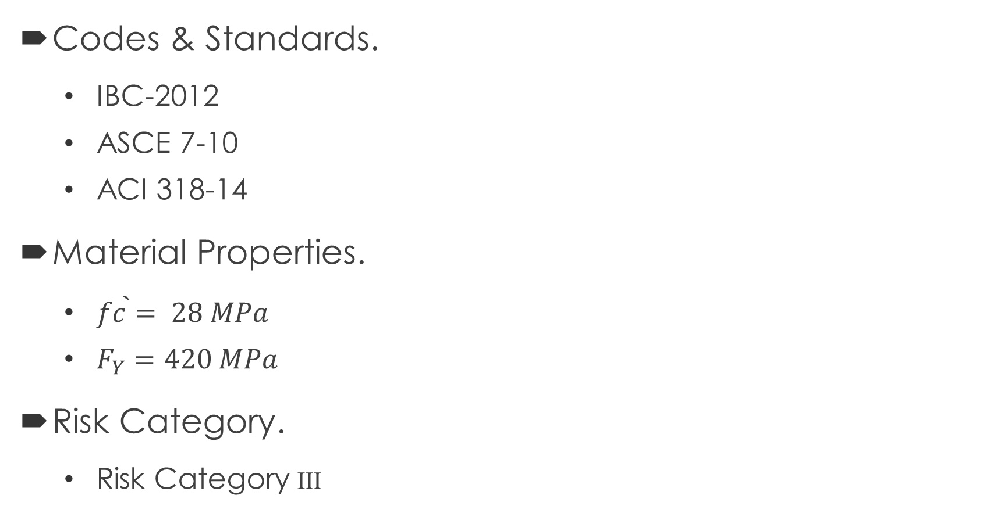 Codes & Standards.
• IBC-2012
• ASCE 7-10
• ACI 318-14
Material Properties.
• fc` = 28 MPa
• F_Y = 420 MPa
Risk Category.
• Risk Category III